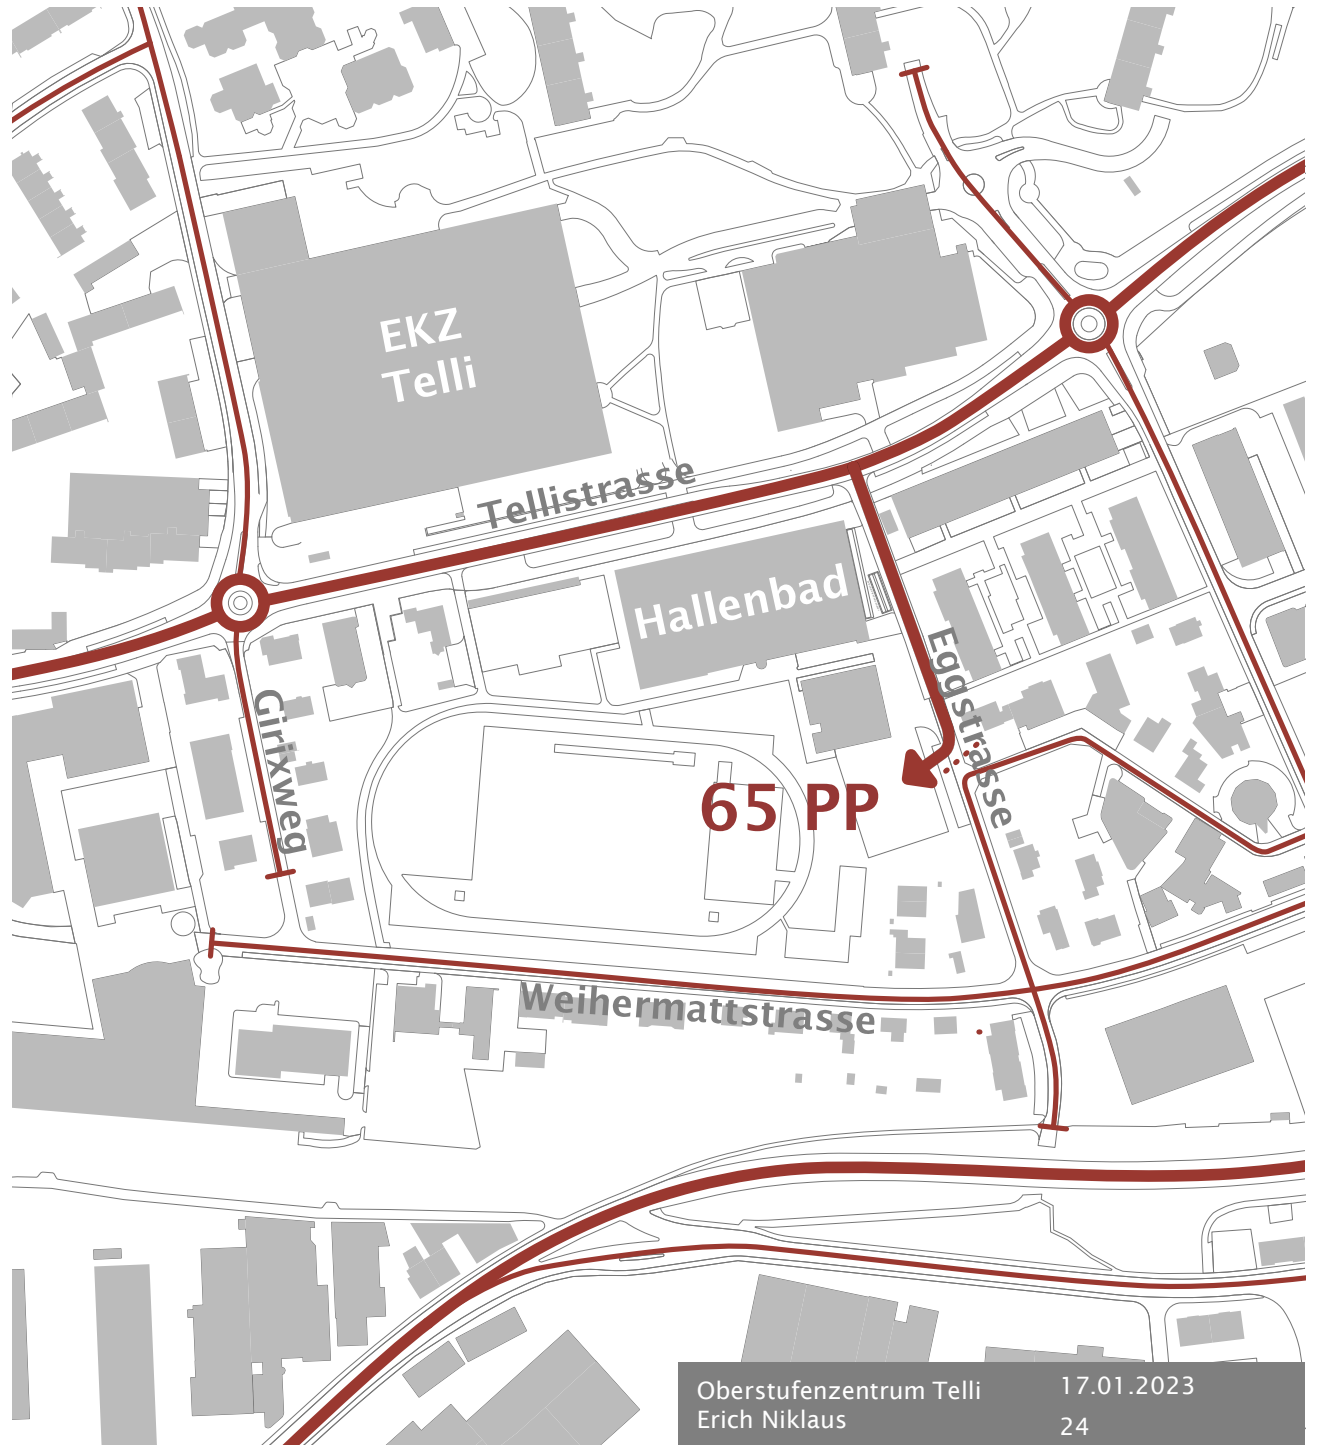 EKZ
Telli
Tellistrasse
Hallenbad
Eggstrasse
Girixweg
65 PP
Weihermattstrasse
Oberstufenzentrum Telli
Erich Niklaus
17.01.2023
24